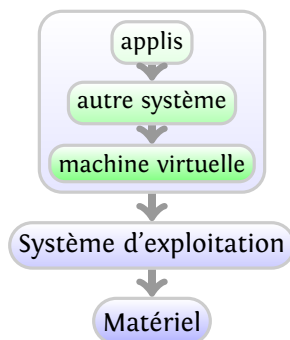 applis
autre système
machine virtuelle
Système d'exploitation
Matériel